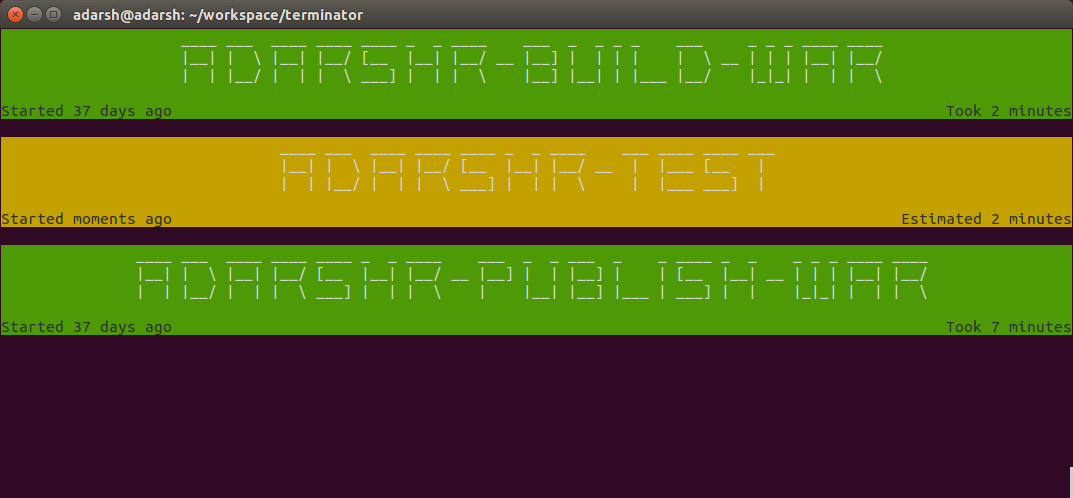 adarsh@adarsh: ~/workspace/terminator
ADARSHR-BUILD-WAR
Started 37 days ago Took 2 minutes
ADARSHR-TEST
Started moments ago Estimated 2 minutes
ADARSHR-PUBLISH-WAR
Started 37 days ago Took 7 minutes